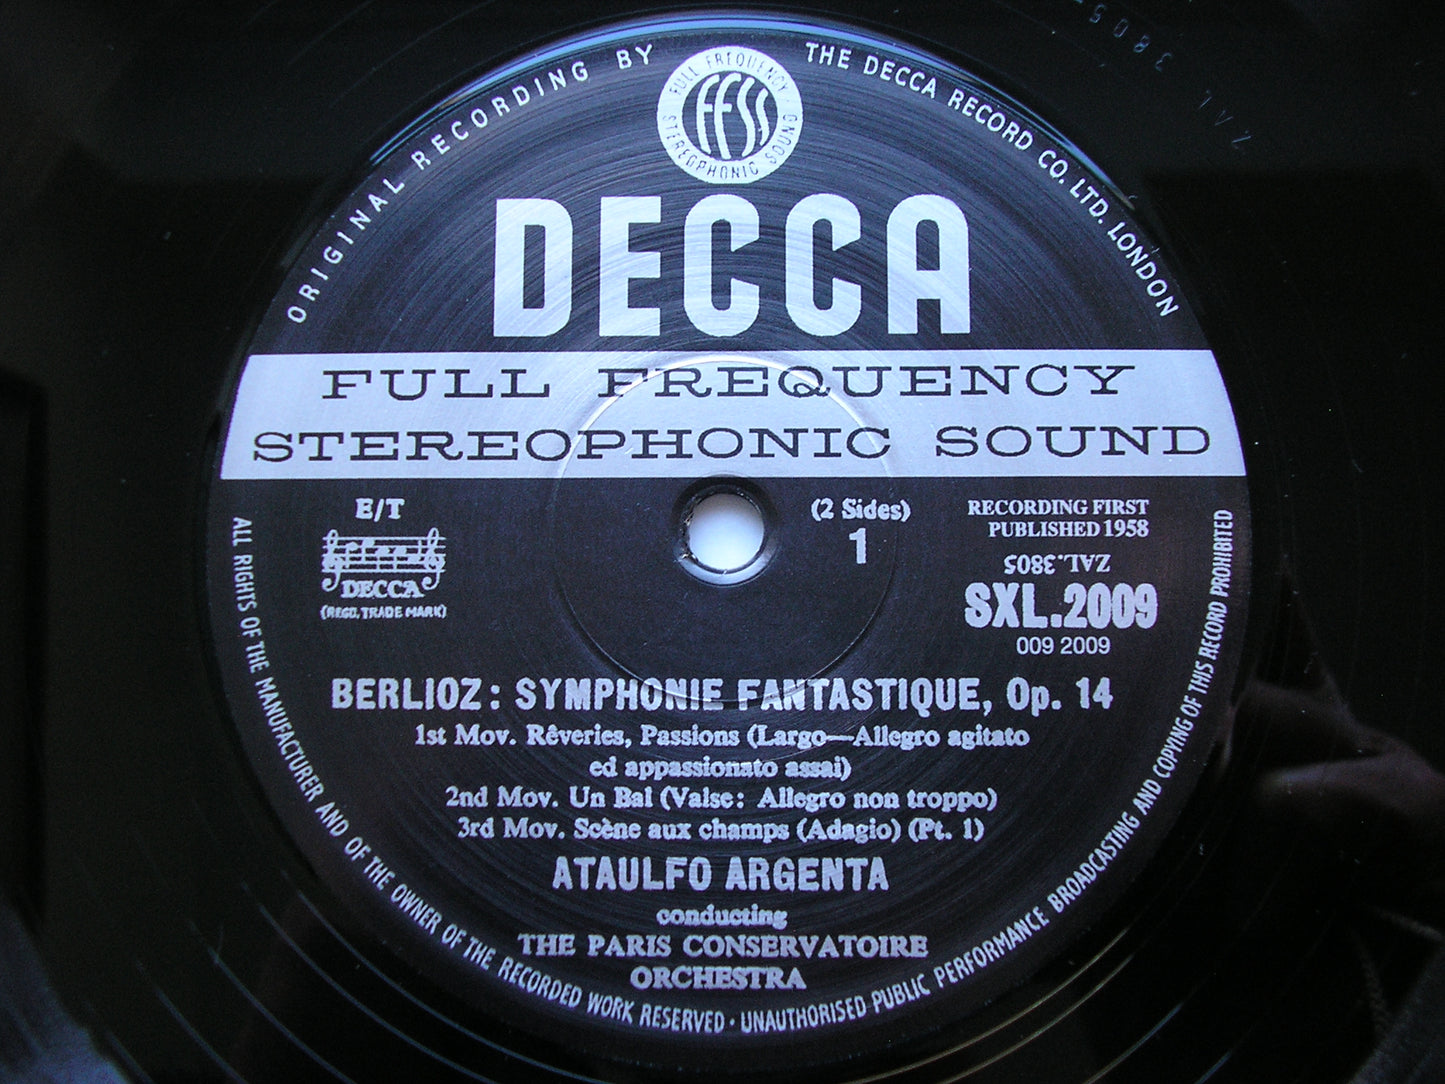 ORIGINAL RECORDING BY
THE DECCA RECORD CO. LTD. LONDON
FULL FREQUENCY
FFSS
STEREOPHONIC SOUND
DECCA
FULL FREQUENCY
STEREOPHONIC SOUND
E/T
DECCA
(REGD. TRADE MARK)
(2 Sides)
1
RECORDING FIRST
PUBLISHED 1958
ZAL.3805
SXL.2009
009 2009
BERLIOZ: SYMPHONIE FANTASTIQUE, Op. 14
1st Mov. Rêveries, Passions (Largo—Allegro agitato
ed appassionato assai)
2nd Mov. Un Bal (Valse: Allegro non troppo)
3rd Mov. Scène aux champs (Adagio) (Pt. 1)
ATAULFO ARGENTA
conducting
THE PARIS CONSERVATOIRE
ORCHESTRA
ALL RIGHTS OF THE MANUFACTURER AND OF THE OWNER OF THE RECORDED WORK RESERVED · UNAUTHORISED PUBLIC PERFORMANCE BROADCASTING AND COPYING OF THIS RECORD PROHIBITED